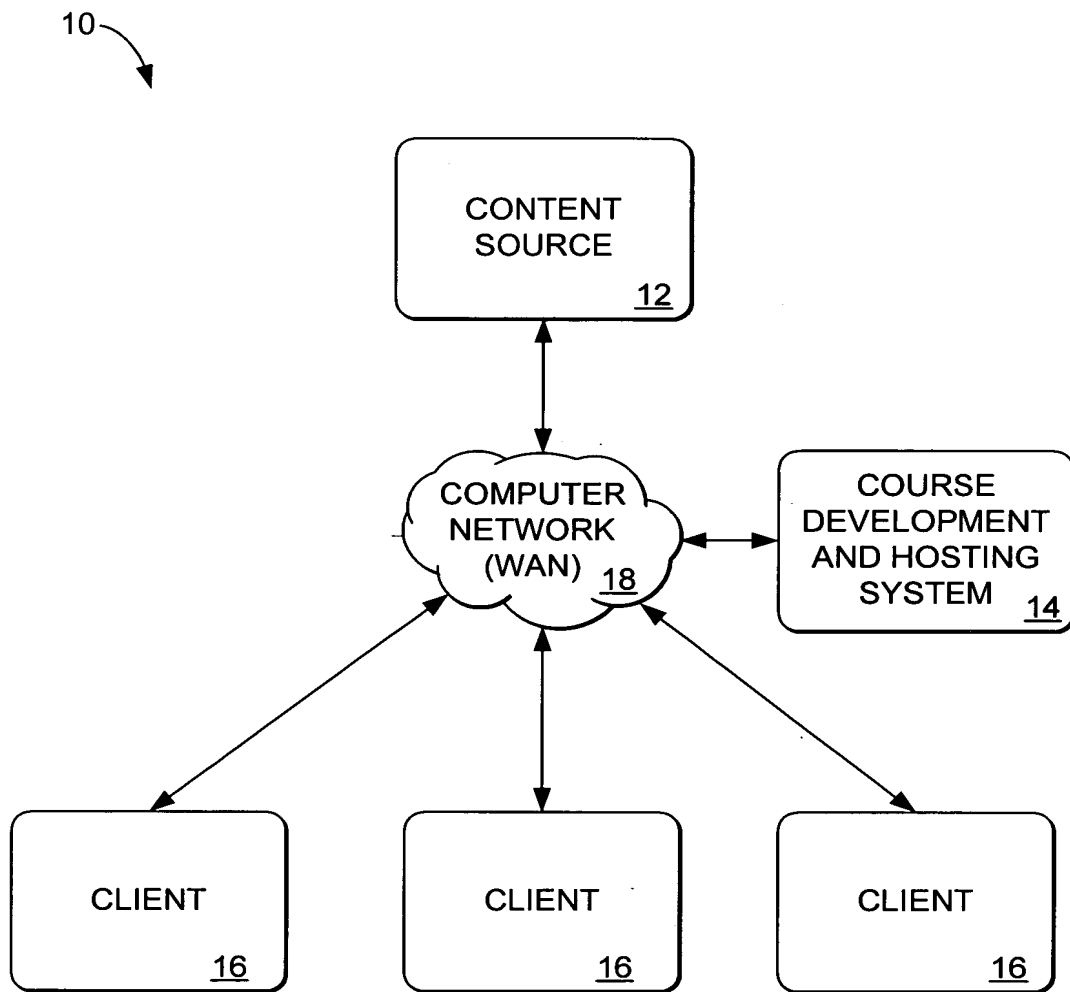 10
CONTENT
SOURCE
12
COMPUTER
NETWORK
(WAN)
18
COURSE
DEVELOPMENT
AND HOSTING
SYSTEM
14
CLIENT
16
CLIENT
16
CLIENT
16